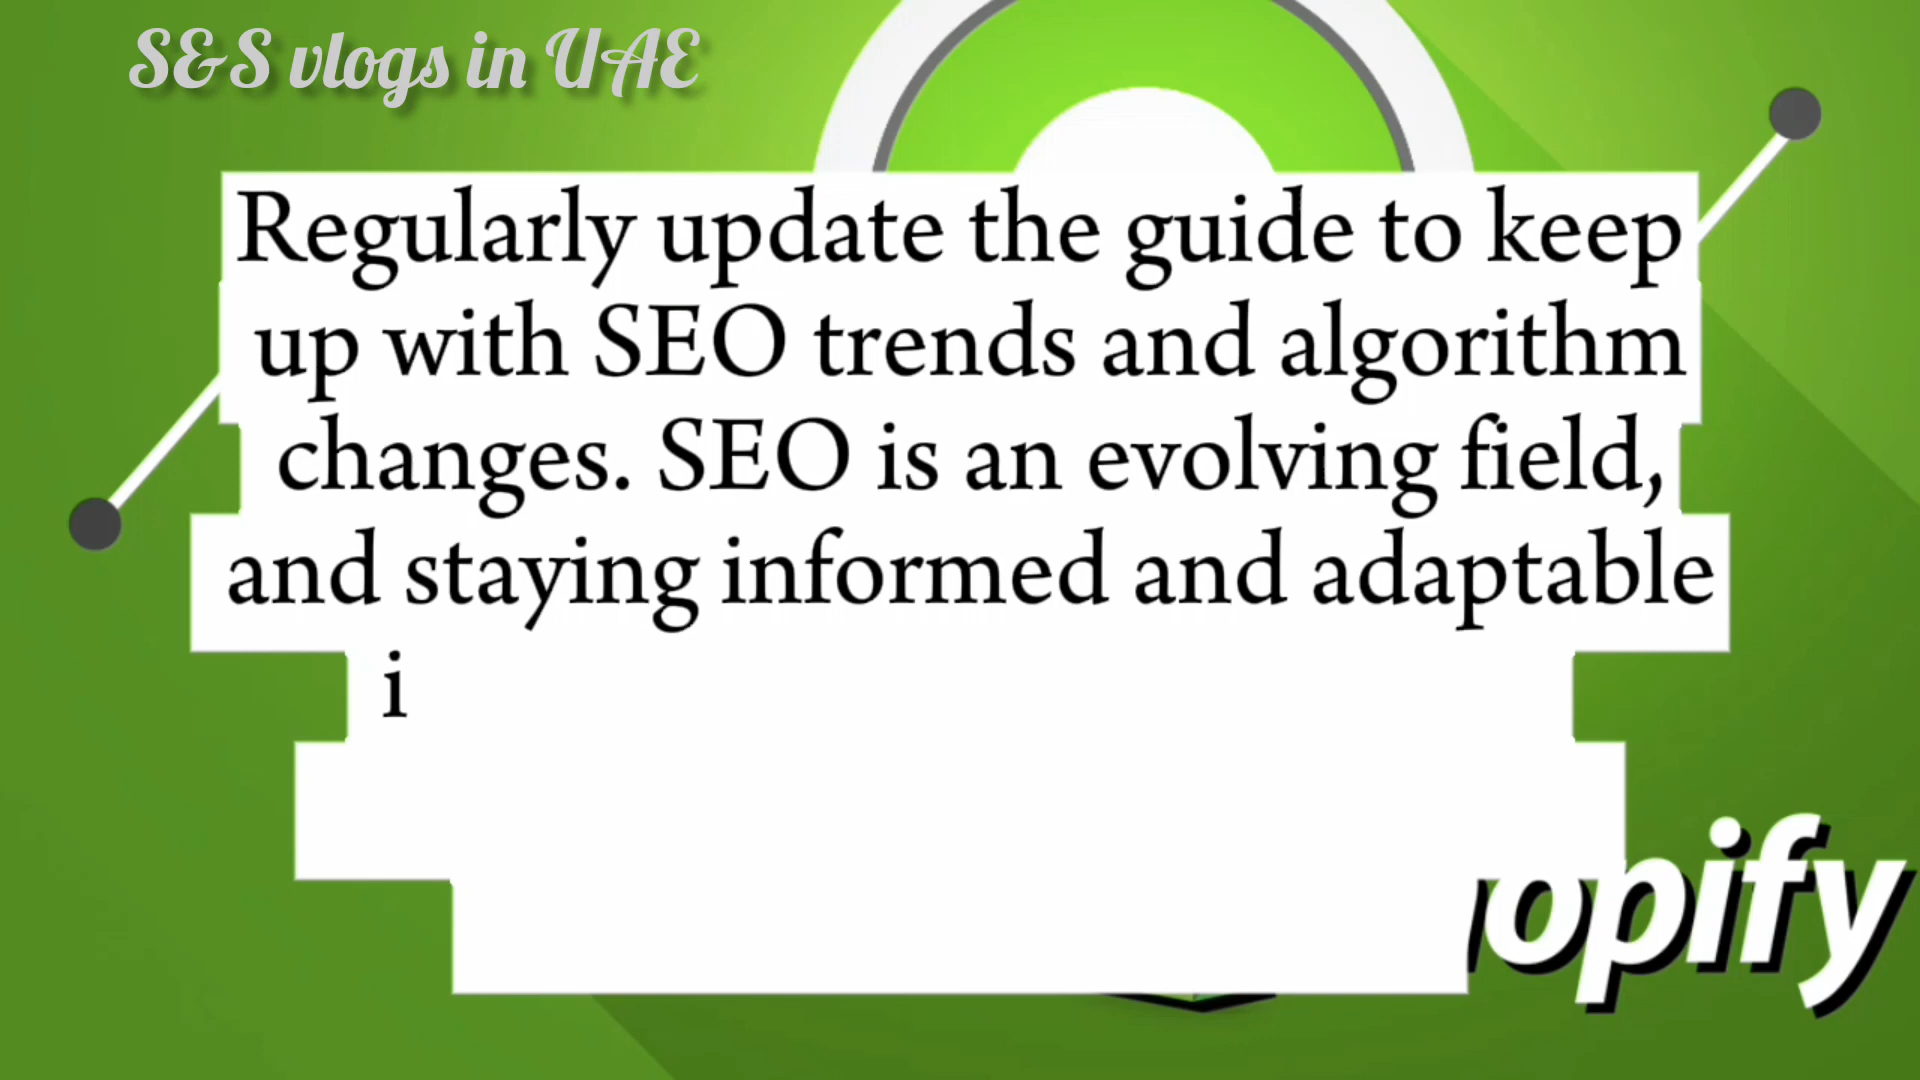 S&S vlogs in UAE
Regularly update the guide to keep
up with SEO trends and algorithm
changes. SEO is an evolving field,
and staying informed and adaptable
i
opify